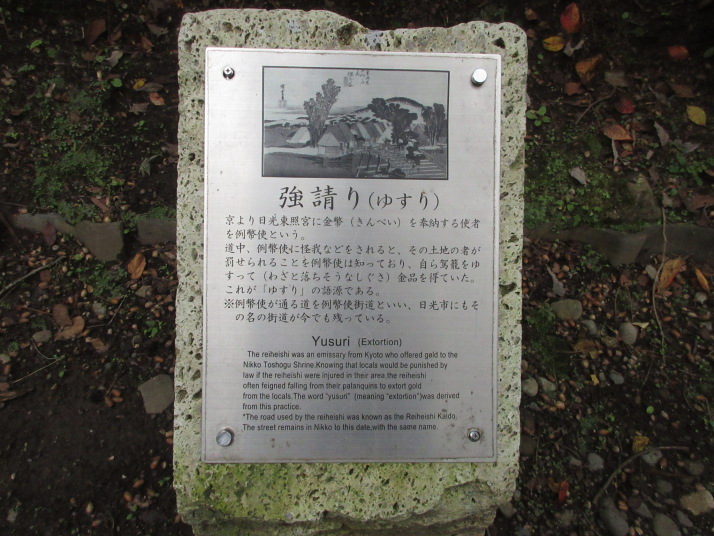 強請り(ゆすり)
京より日光東照宮に金幣(きんぺい)を奉納する使者
を例幣使という。
道中、例幣使に怪我などをされると、その土地の者が
罰せられることを例幣使は知っており、自ら駕籠をゆ
すって(わざと落ちそうなしぐさ)金品を得ていた。
これが「ゆすり」の語源である。
※例幣使が通る道を例幣使街道といい、日光市にもそ
の名の街道が今でも残っている。
Yusuri (Extortion)
The reiheishi was an emissary from Kyoto who offered geld to the
Nikko Toshogu Shrine.Knowing that locals would be punished by
law if the reiheishi were injured in their area,the reiheishi
often feigned falling from their palanquins to extort gold
from the locals.The word "yusuri" (meaning "extortion")was derived
from this practice.
*The road used by the reiheishi was known as the Reiheishi Kaido.
The street remains in Nikko to this date,with the same name.